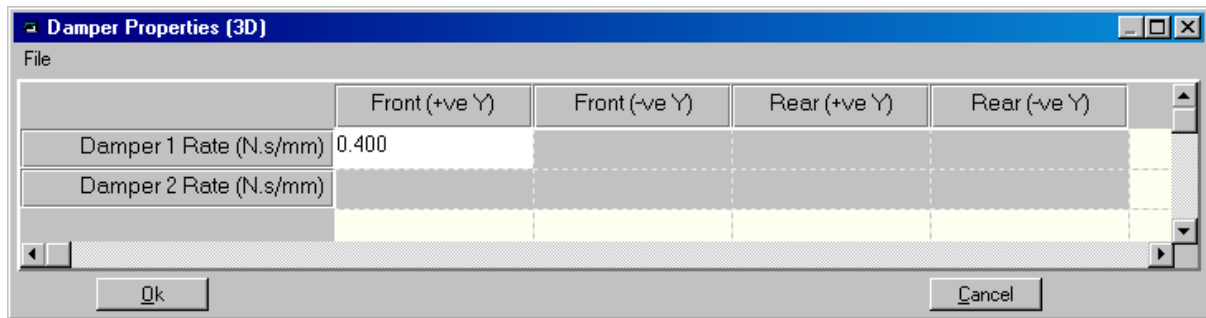 Damper Properties (3D)
File
Front (+ve Y) Front (-ve Y) Rear (+ve Y) Rear (-ve Y)
Damper 1 Rate (N.s/mm) 0.400
Damper 2 Rate (N.s/mm)
Ok Cancel